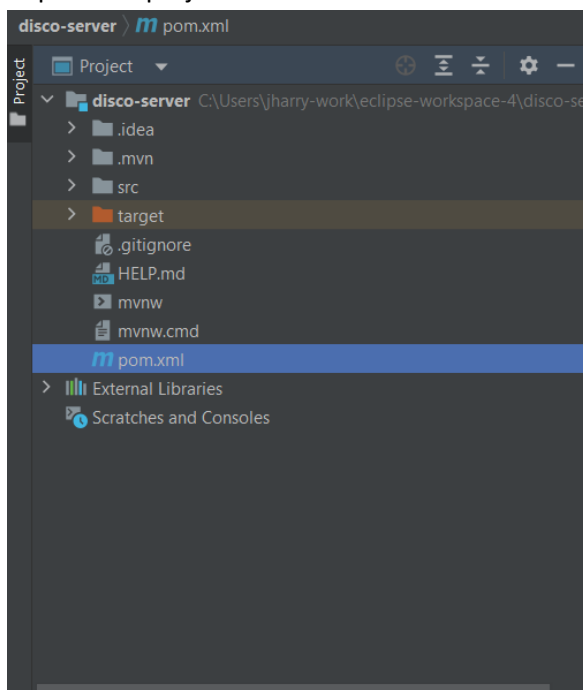 disco-server > m pom.xml
Project
Project
disco-server C:\Users\jharry-work\eclipse-workspace-4\disco-se
.idea
.mvn
src
target
.gitignore
MD HELP.md
mvnw
mvnw.cmd
m pom.xml
External Libraries
Scratches and Consoles